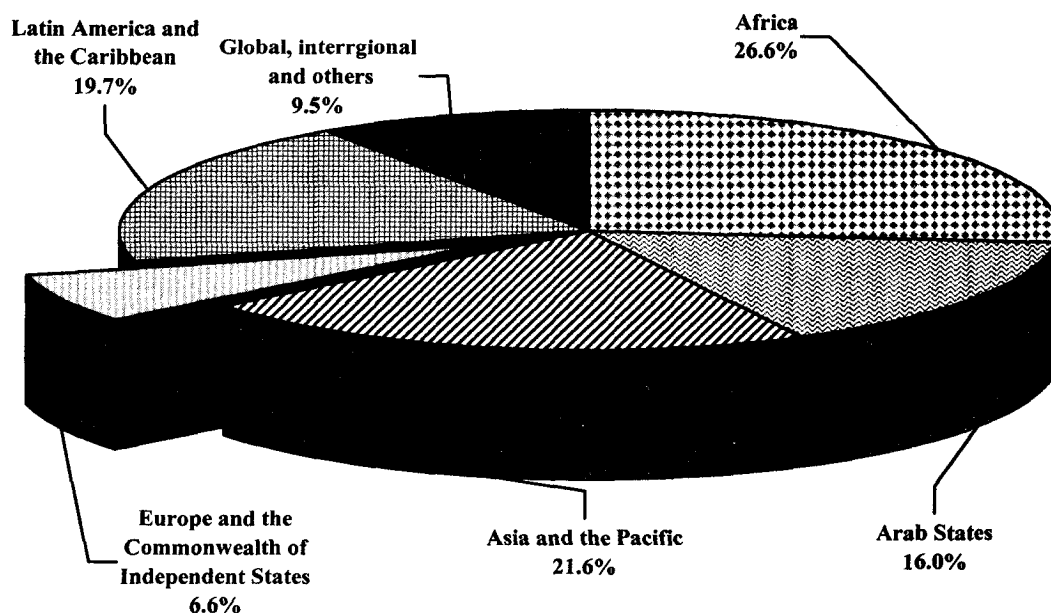 Latin America and
the Caribbean
19.7%
Global, interrgional
and others
9.5%
Africa
26.6%
Europe and the
Commonwealth of
Independent States
6.6%
Asia and the Pacific
21.6%
Arab States
16.0%